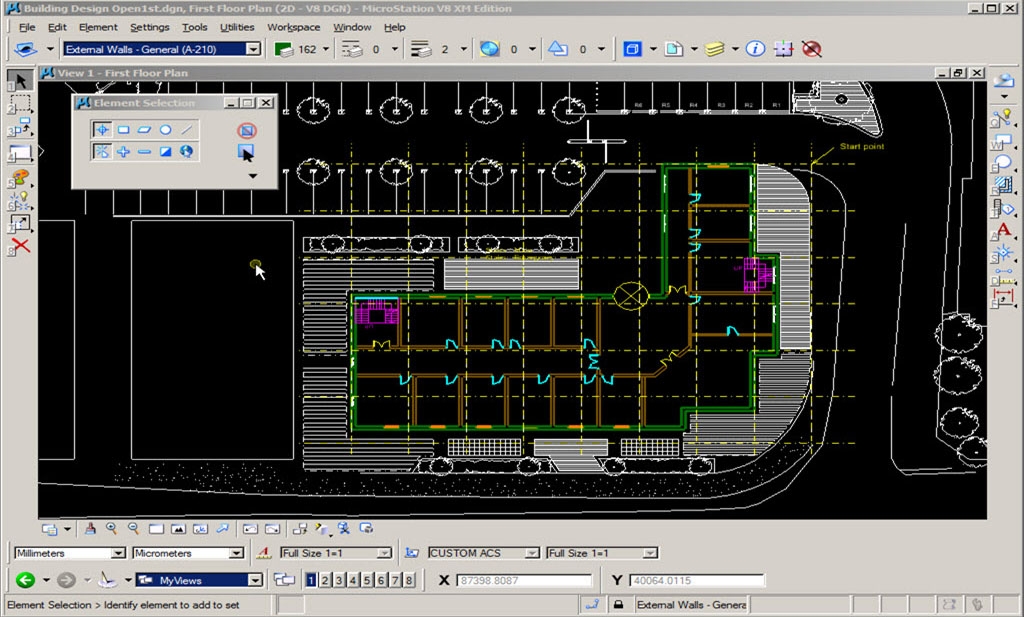 Building Design Open1st.dgn, First Floor Plan (2D - V8 DGN) - MicroStation V8 XM Edition
File Edit Element Settings Tools Utilities Workspace Window Help
External Walls - General (A-210) 162 0 2 0 0
View 1 - First Floor Plan
Element Selection
R6 R5 R4 R3 R2 R1
Start point
Millimeters Micrometers Full Size 1=1 CUSTOM ACS Full Size 1=1
MyViews 1 2 3 4 5 6 7 8 X 87398.8087 Y 40064.0115
Element Selection > Identify element to add to set External Walls - Genera